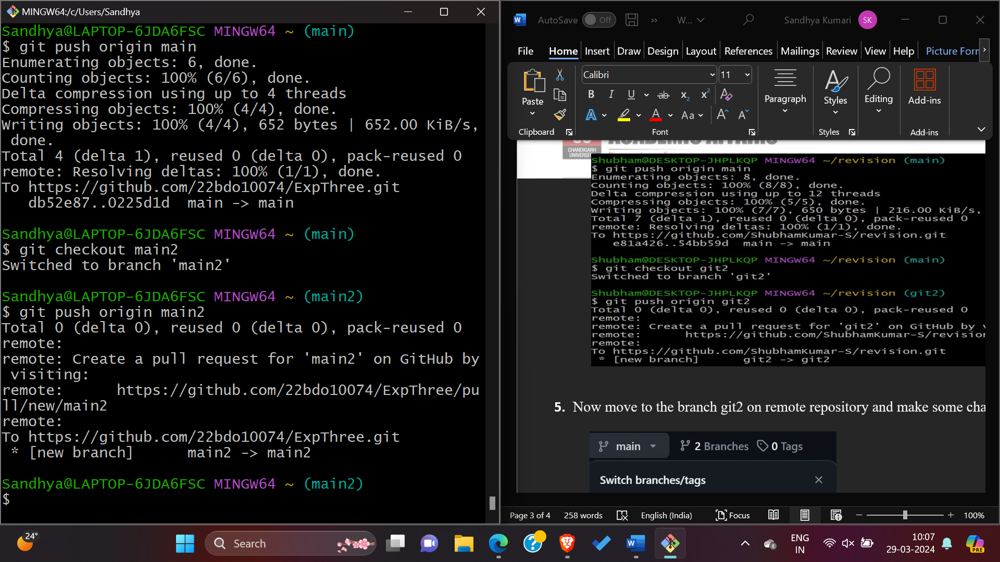 MINGW64:/c/Users/Sandhya
Sandhya@LAPTOP-6JDA6FSC MINGW64 ~ (main)
$ git push origin main
Enumerating objects: 6, done.
Counting objects: 100% (6/6), done.
Delta compression using up to 4 threads
Compressing objects: 100% (4/4), done.
Writing objects: 100% (4/4), 652 bytes | 652.00 KiB/s,
 done.
Total 4 (delta 1), reused 0 (delta 0), pack-reused 0
remote: Resolving deltas: 100% (1/1), done.
To https://github.com/22bdo10074/ExpThree.git
   db52e87..0225d1d  main -> main
Sandhya@LAPTOP-6JDA6FSC MINGW64 ~ (main)
$ git checkout main2
Switched to branch 'main2'
Sandhya@LAPTOP-6JDA6FSC MINGW64 ~ (main2)
$ git push origin main2
Total 0 (delta 0), reused 0 (delta 0), pack-reused 0
remote:
remote: Create a pull request for 'main2' on GitHub by
 visiting:
remote:      https://github.com/22bdo10074/ExpThree/pu
ll/new/main2
remote:
To https://github.com/22bdo10074/ExpThree.git
 * [new branch]      main2 -> main2
Sandhya@LAPTOP-6JDA6FSC MINGW64 ~ (main2)
$
AutoSave Off » W... Sandhya Kumari SK
File Home Insert Draw Design Layout References Mailings Review View Help Picture Form
Calibri 11
Paste Paragraph Styles Editing Add-ins
Clipboard Font Styles Add-ins
ACADEMIC AFFAIRS
CHANDIGARH
UNIVERSITY
Shubham@DESKTOP-JHPLKQP MINGW64 ~/revision (main)
$ git push origin main
Enumerating objects: 8, done.
Counting objects: 100% (8/8), done.
Delta compression using up to 12 threads
Compressing objects: 100% (5/5), done.
Writing objects: 100% (7/7), 650 bytes | 216.00 KiB/s,
Total 7 (delta 1), reused 0 (delta 0), pack-reused 0
remote: Resolving deltas: 100% (1/1), done.
To https://github.com/ShubhamKumar-S/revision.git
   e81a426..54bb59d  main -> main
Shubham@DESKTOP-JHPLKQP MINGW64 ~/revision (main)
$ git checkout git2
Switched to branch 'git2'
Shubham@DESKTOP-JHPLKQP MINGW64 ~/revision (git2)
$ git push origin git2
Total 0 (delta 0), reused 0 (delta 0), pack-reused 0
remote:
remote: Create a pull request for 'git2' on GitHub by v
remote:      https://github.com/ShubhamKumar-S/revision
remote:
To https://github.com/ShubhamKumar-S/revision.git
 * [new branch]      git2 -> git2
5. Now move to the branch git2 on remote repository and make some cha
main 2 Branches 0 Tags
Switch branches/tags
Page 3 of 4 258 words English (India) Focus 100%
24° Search ENG IN 10:07 29-03-2024 PRE